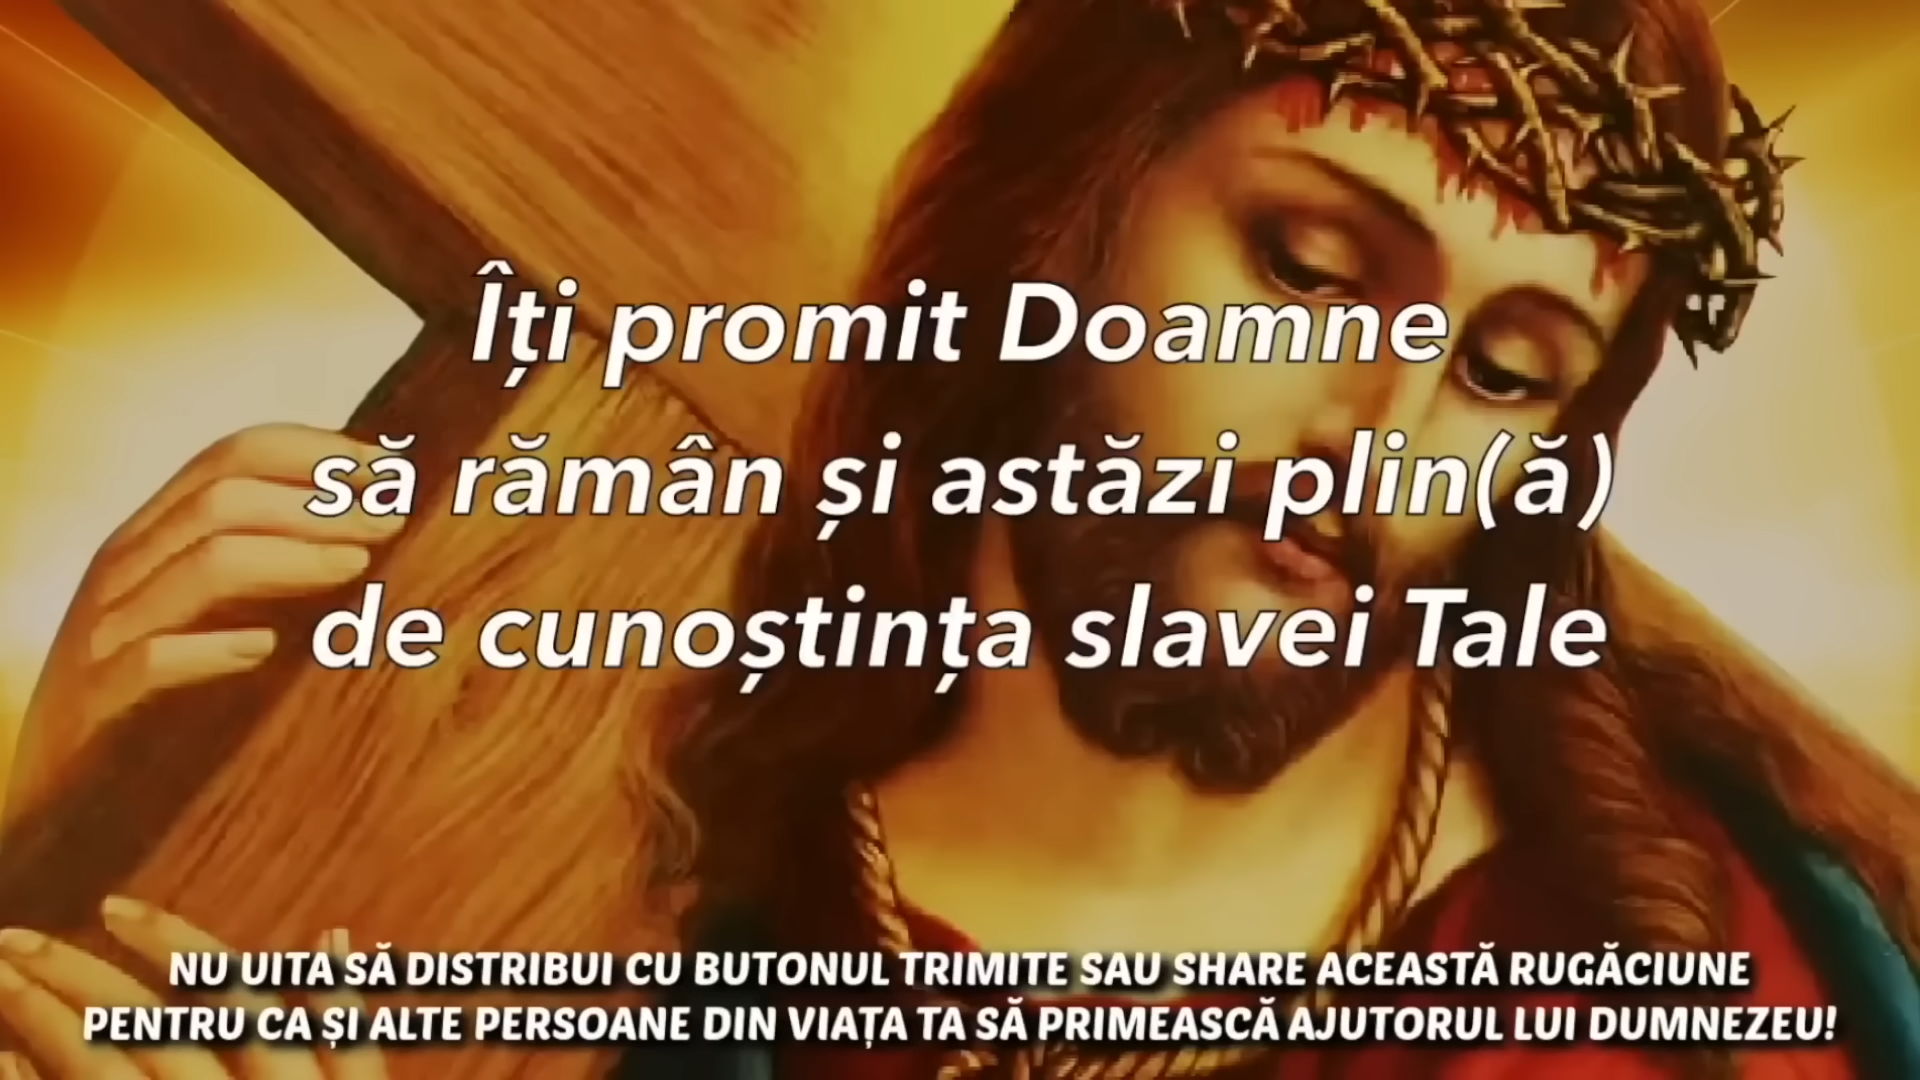 Îți promit Doamne
să rămân și astăzi plin(ă)
de cunoștința slavei Tale
NU UITA SĂ DISTRIBUI CU BUTONUL TRIMITE SAU SHARE ACEASTĂ RUGĂCIUNE
PENTRU CA ȘI ALTE PERSOANE DIN VIAȚA TA SĂ PRIMEASCĂ AJUTORUL LUI DUMNEZEU!